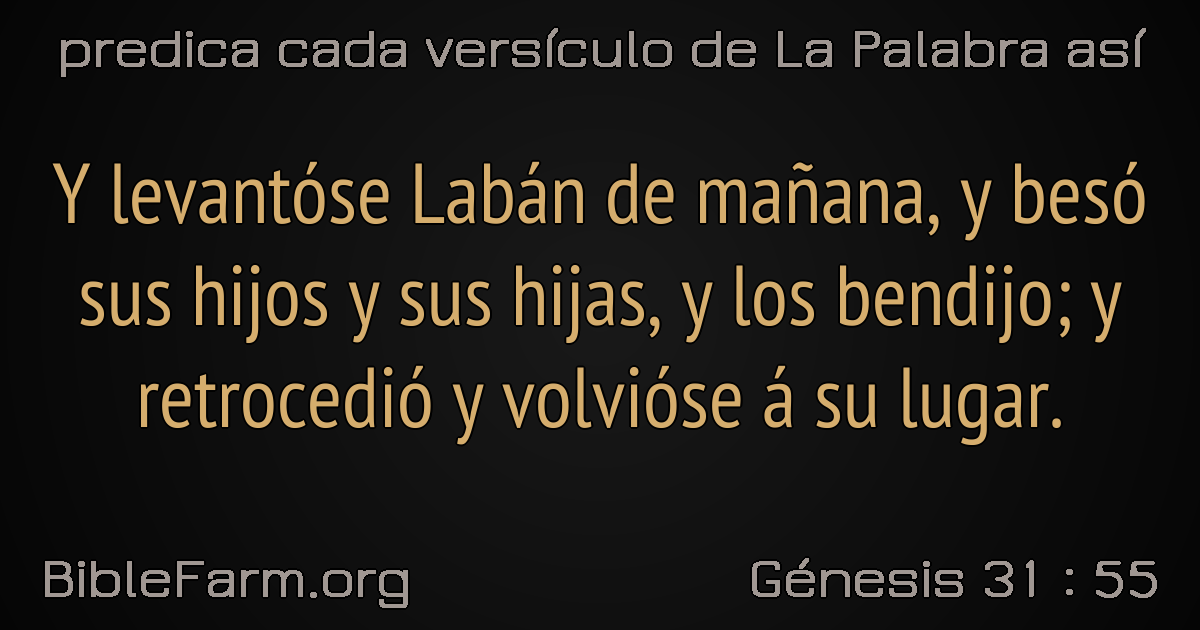 predica cada versículo de La Palabra así
Y levantóse Labán de mañana, y besó
sus hijos y sus hijas, y los bendijo; y
retrocedió y volvióse á su lugar.
BibleFarm.org
Génesis 31 : 55